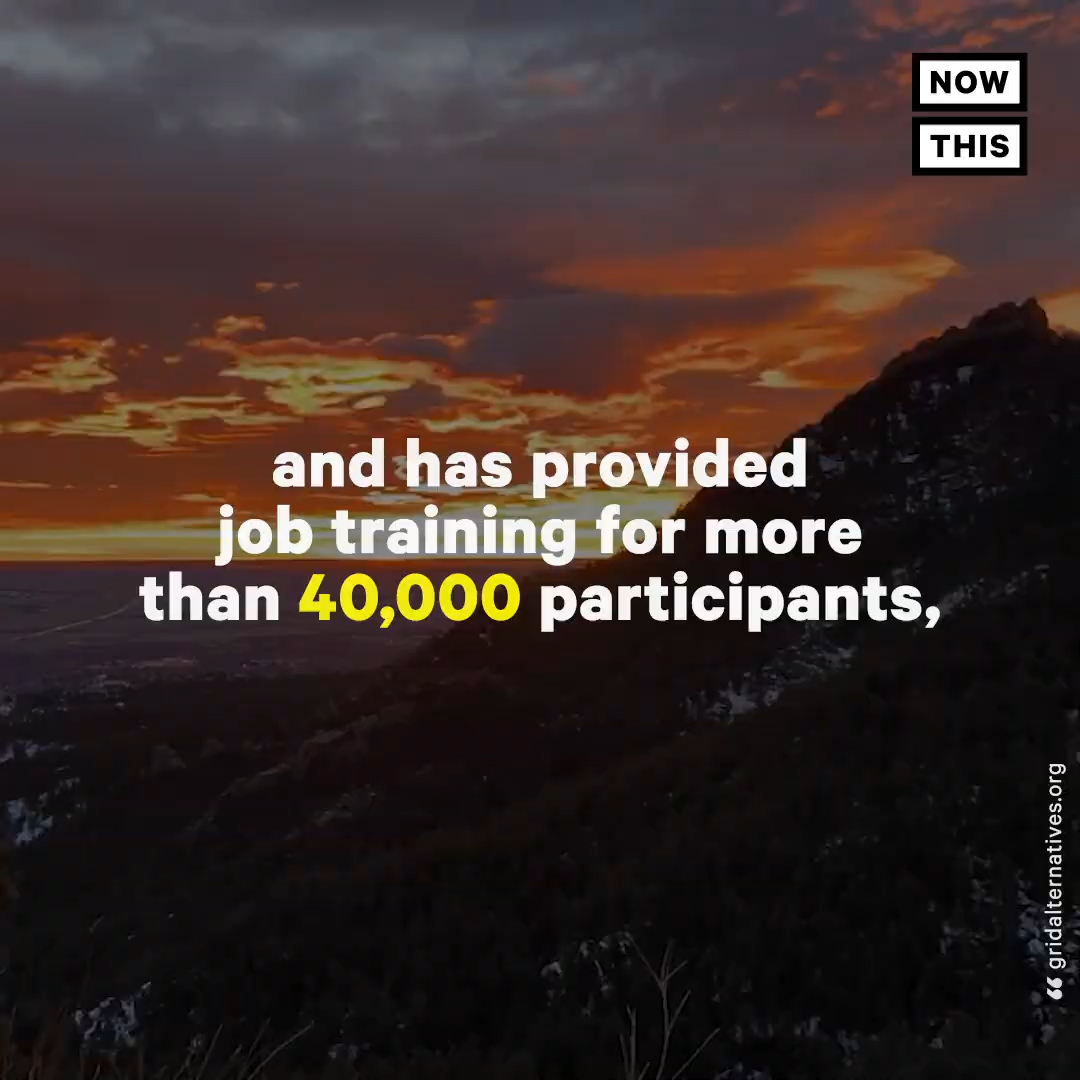 NOW
THIS
and has provided
job training for more
than 40,000 participants,
❝ gridalternatives.org